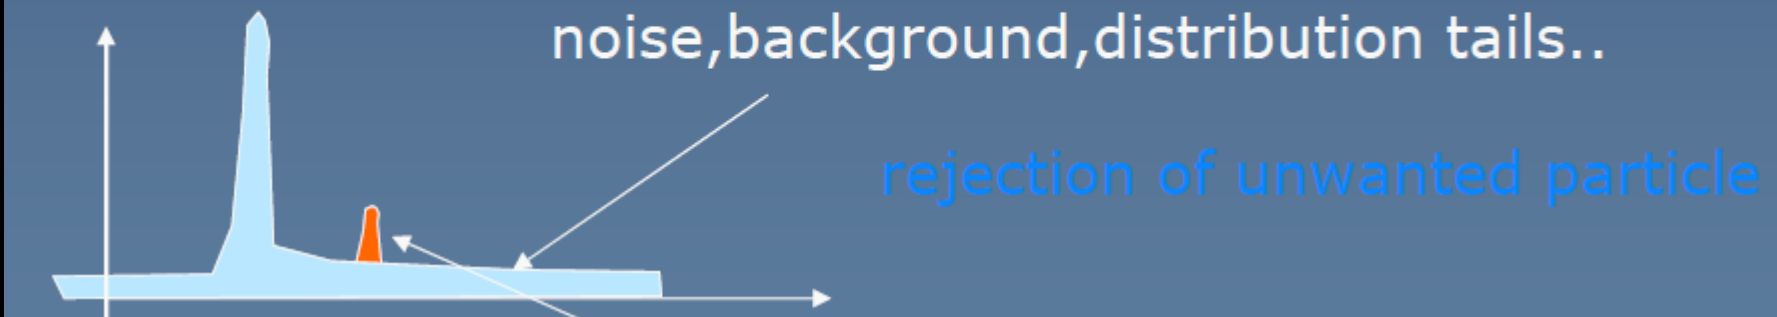 noise,background,distribution tails..
rejection of unwanted particle